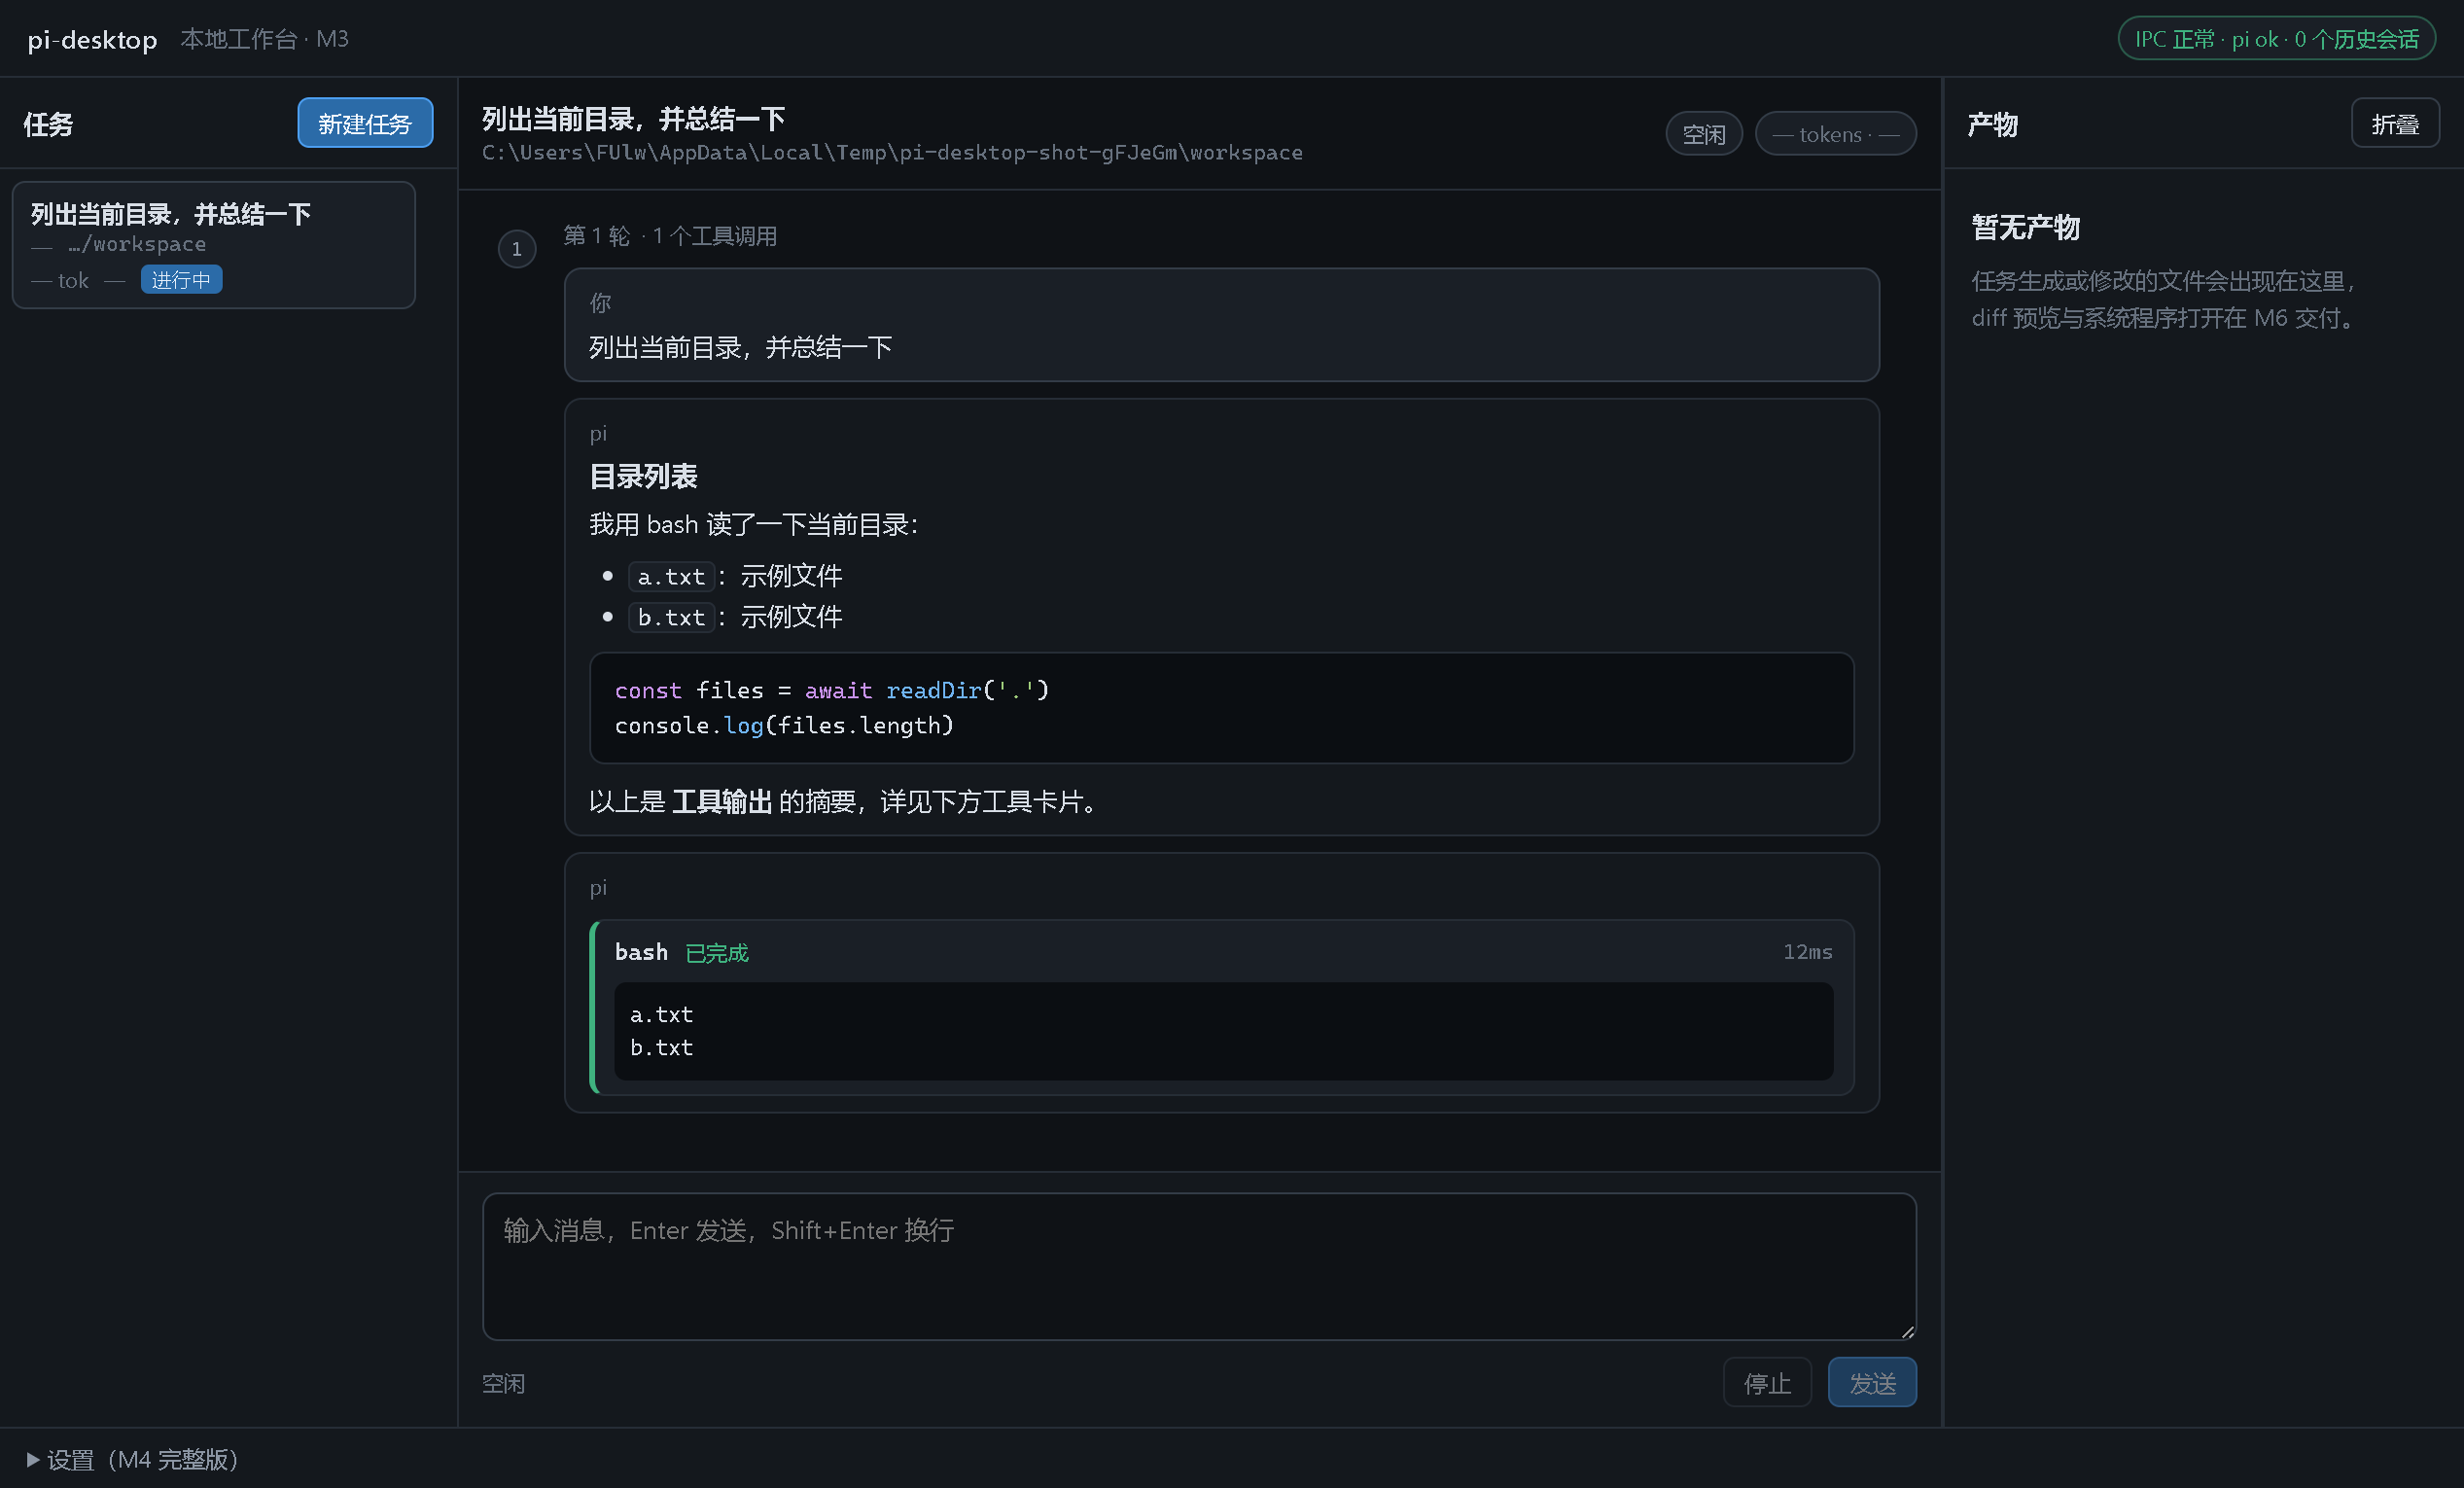 pi-desktop 本地工作台 · M3
IPC 正常 · pi ok · 0 个历史会话
任务
新建任务
列出当前目录，并总结一下
— …/workspace
— tok — 进行中
列出当前目录，并总结一下
C:\Users\FUlw\AppData\Local\Temp\pi-desktop-shot-gFJeGm\workspace
空闲
— tokens · —
1
第 1 轮 · 1 个工具调用
你
列出当前目录，并总结一下
pi
目录列表
我用 bash 读了一下当前目录：
• a.txt：示例文件
• b.txt：示例文件
const files = await readDir('.')
console.log(files.length)
以上是 工具输出 的摘要，详见下方工具卡片。
pi
bash 已完成 12ms
a.txt
b.txt
输入消息，Enter 发送，Shift+Enter 换行
空闲
停止
发送
产物
折叠
暂无产物
任务生成或修改的文件会出现在这里，
diff 预览与系统程序打开在 M6 交付。
▶ 设置（M4 完整版）